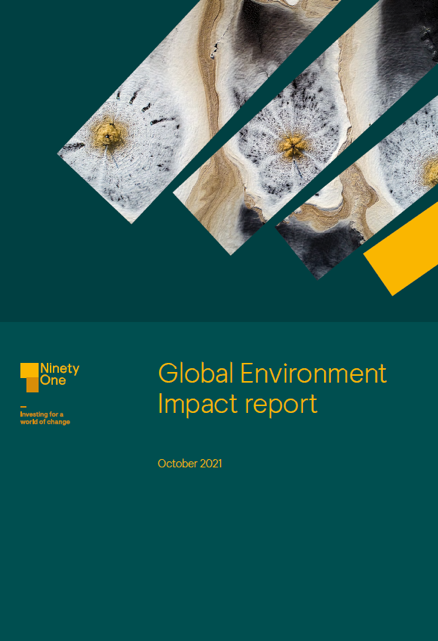 Ninety
One
Investing for a
world of change
Global Environment
Impact report
October 2021